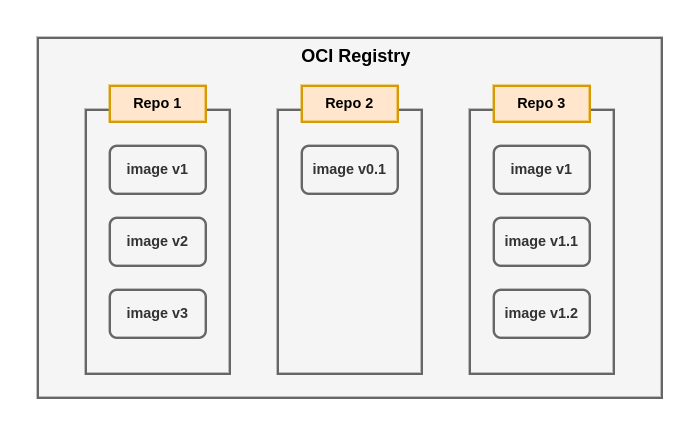 OCI Registry
Repo 1
image v1
image v2
image v3
Repo 2
image v0.1
Repo 3
image v1
image v1.1
image v1.2